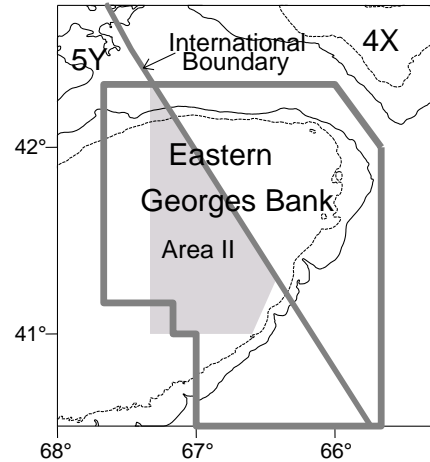 International
Boundary
5Y
4X
42°
Eastern
Georges Bank
Area II
41°
68°
67°
66°